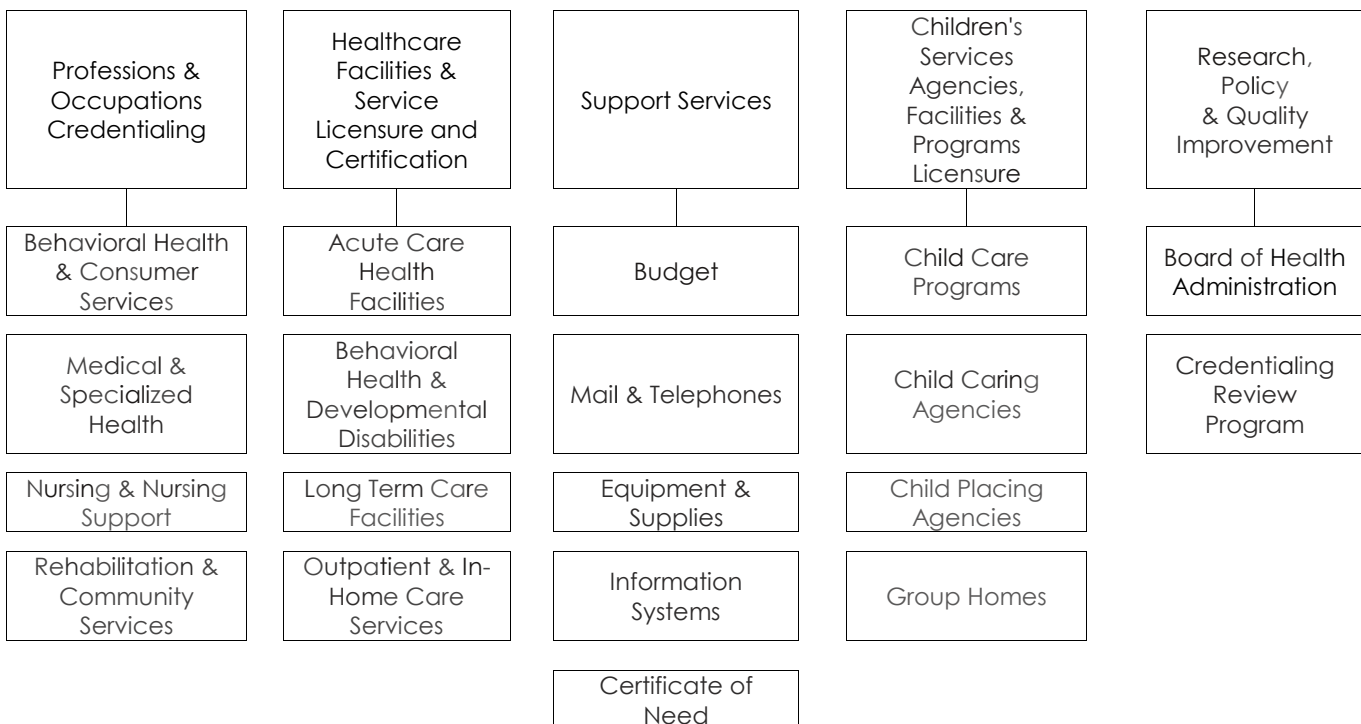 Professions &
Occupations
Credentialing
Healthcare
Facilities &
Service
Licensure and
Certification
Support Services
Children's
Services
Agencies,
Facilities &
Programs
Licensure
Research,
Policy
& Quality
Improvement
Behavioral Health
& Consumer
Services
Acute Care
Health
Facilities
Budget
Child Care
Programs
Board of Health
Administration
Medical &
Specialized
Health
Behavioral
Health &
Developmental
Disabilities
Mail & Telephones
Child Caring
Agencies
Credentialing
Review
Program
Nursing & Nursing
Support
Long Term Care
Facilities
Equipment &
Supplies
Child Placing
Agencies
Rehabilitation &
Community
Services
Outpatient & In-
Home Care
Services
Information
Systems
Group Homes
Certificate of
Need